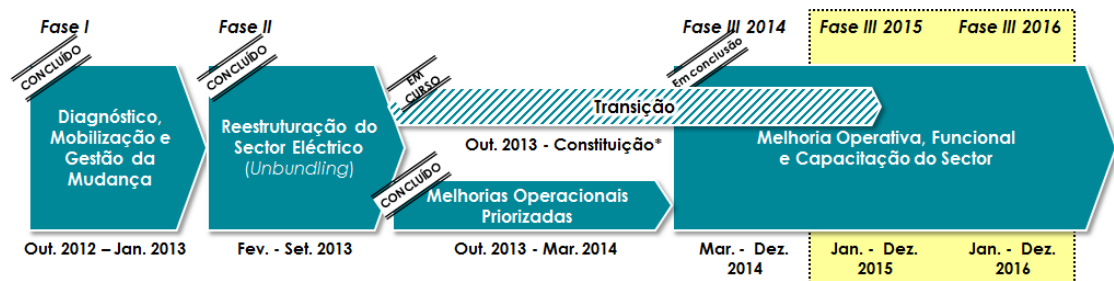 Fase I
Fase II
Fase III 2014
Fase III 2015
Fase III 2016
CONCLUÍDO
CONCLUÍDO
EM
CURSO
Em conclusão
Transição
Diagnóstico,
Mobilização e
Gestão da
Mudança
Reestruturação do
Sector Eléctrico
(Unbundling)
Out. 2013 - Constituição*
Melhoria Operativa, Funcional
e Capacitação do Sector
CONCLUÍDO
Melhorias Operacionais
Priorizadas
Out. 2012 – Jan. 2013
Fev. - Set. 2013
Out. 2013 - Mar. 2014
Mar. - Dez.
2014
Jan. - Dez.
2015
Jan. - Dez.
2016